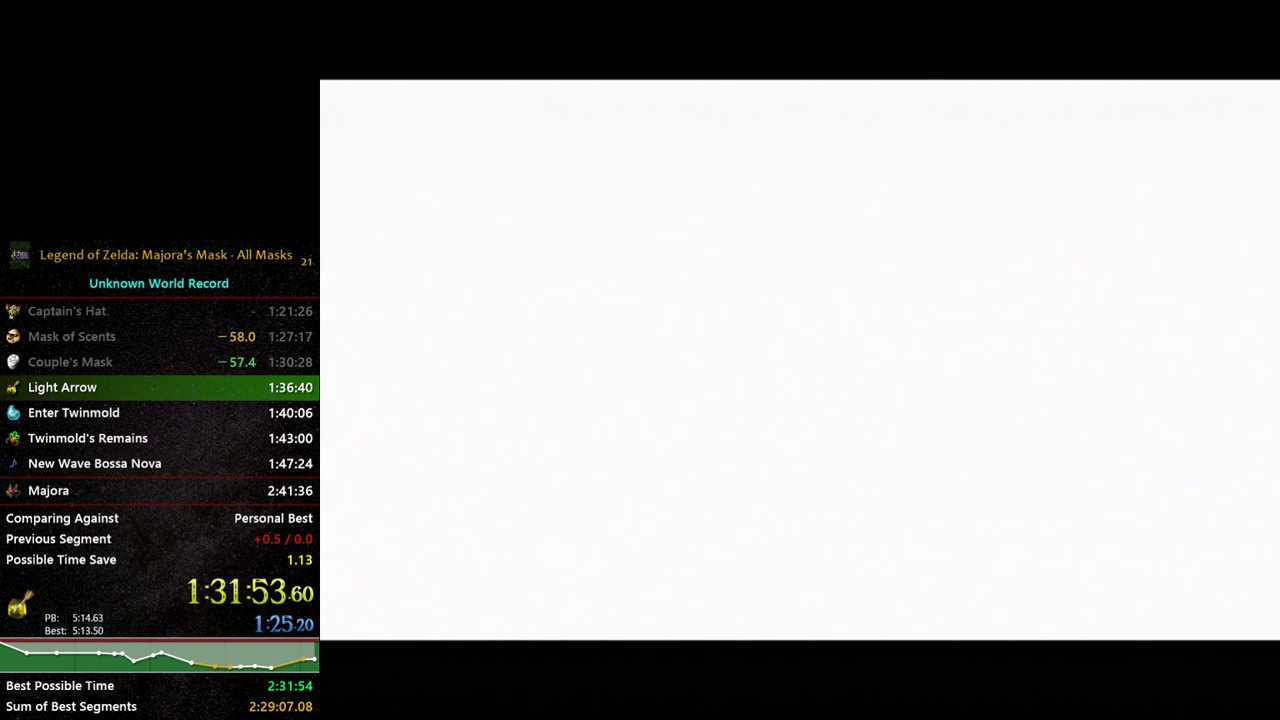 Legend of Zelda: Majora's Mask - All Masks
21
Unknown World Record
Captain's Hat - 1:21:26
Mask of Scents −58.0 1:27:17
Couple's Mask −57.4 1:30:28
Light Arrow 1:36:40
Enter Twinmold 1:40:06
Twinmold's Remains 1:43:00
New Wave Bossa Nova 1:47:24
Majora 2:41:36
Comparing Against Personal Best
Previous Segment +0.5 / 0.0
Possible Time Save 1.13
1:31:53.60
PB: 5:14.63
Best: 5:13.50
1:25.20
Best Possible Time 2:31:54
Sum of Best Segments 2:29:07.08